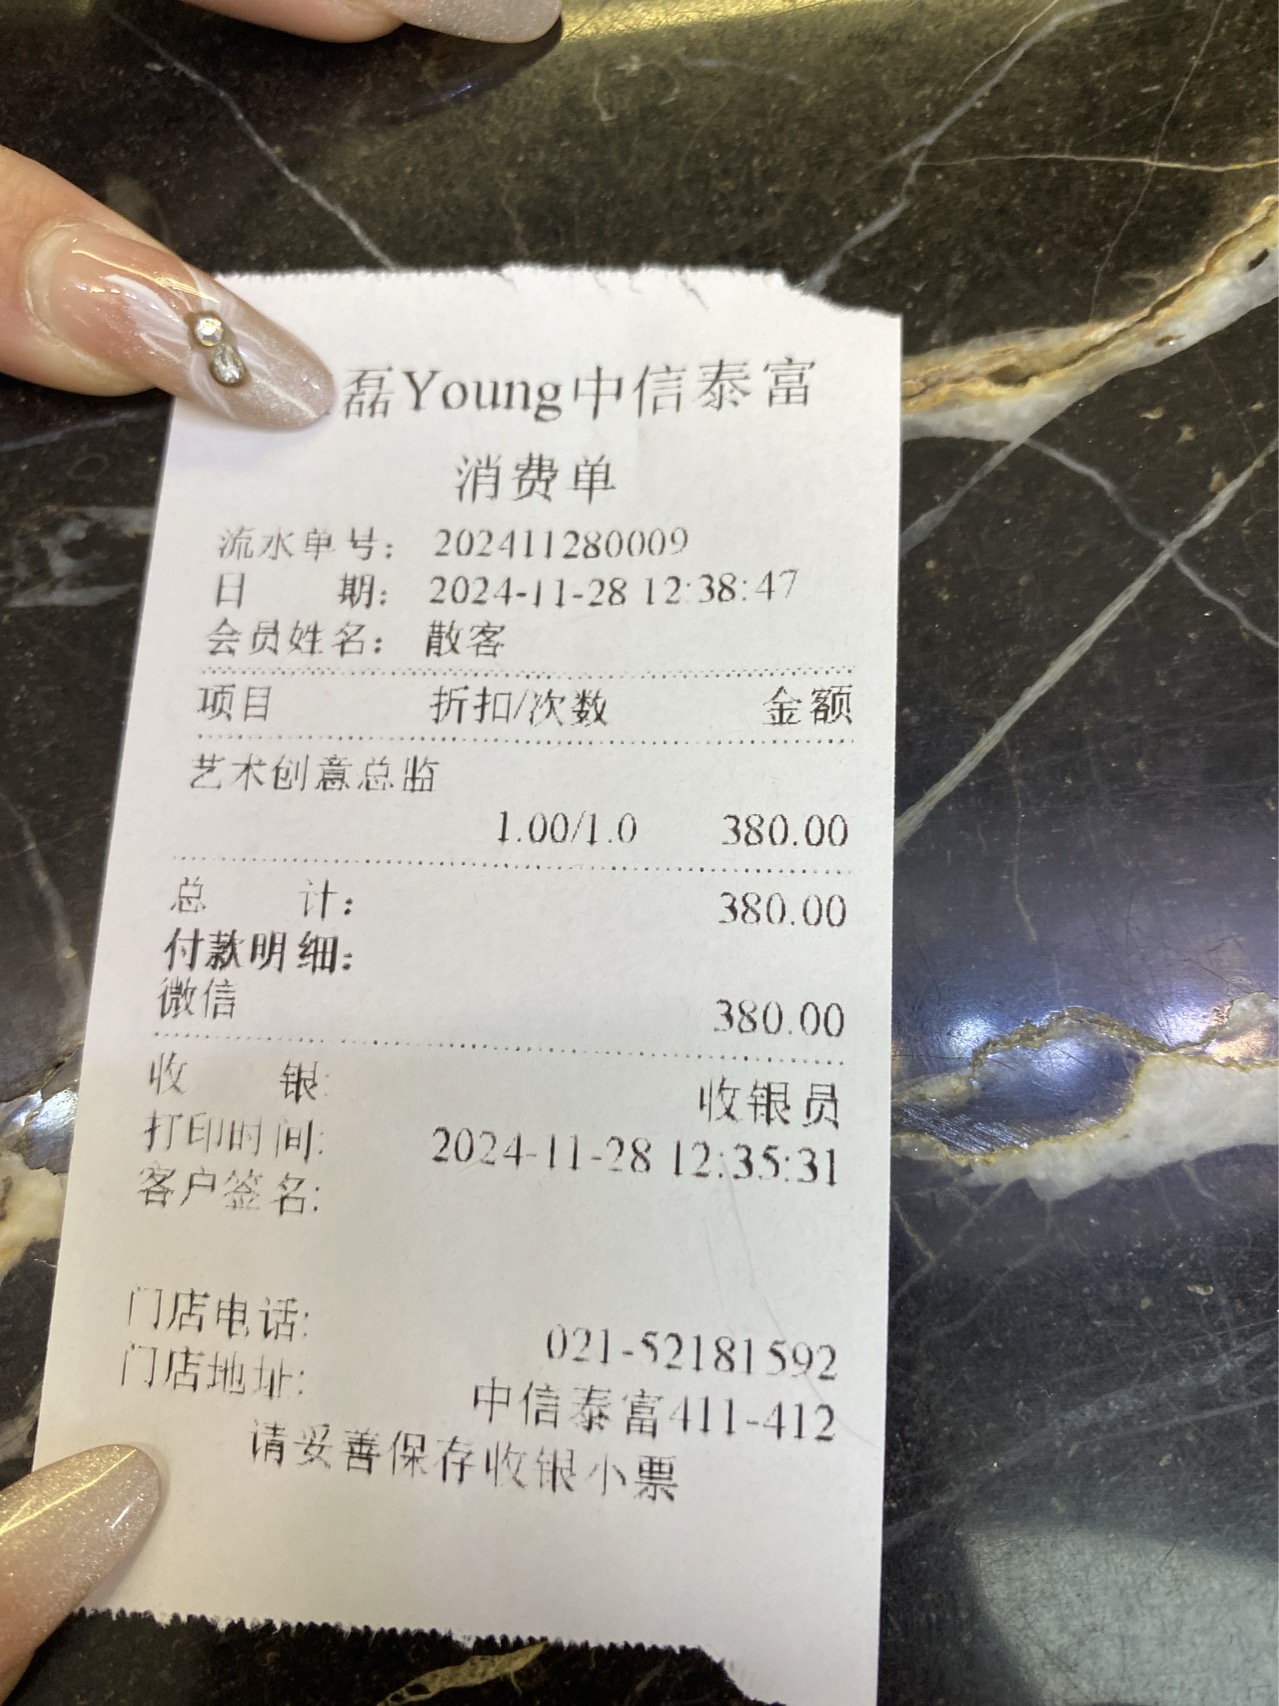 磊Young中信泰富
消费单
流水单号: 202411280009
日 期: 2024-11-28 12:38:47
会员姓名: 散客
项目 折扣/次数 金额
艺术创意总监
1.00/1.0 380.00
总 计: 380.00
付款明细:
微信 380.00
收 银: 收银员
打印时间: 2024-11-28 12:35:31
客户签名:
门店电话: 021-52181592
门店地址: 中信泰富411-412
请妥善保存收银小票